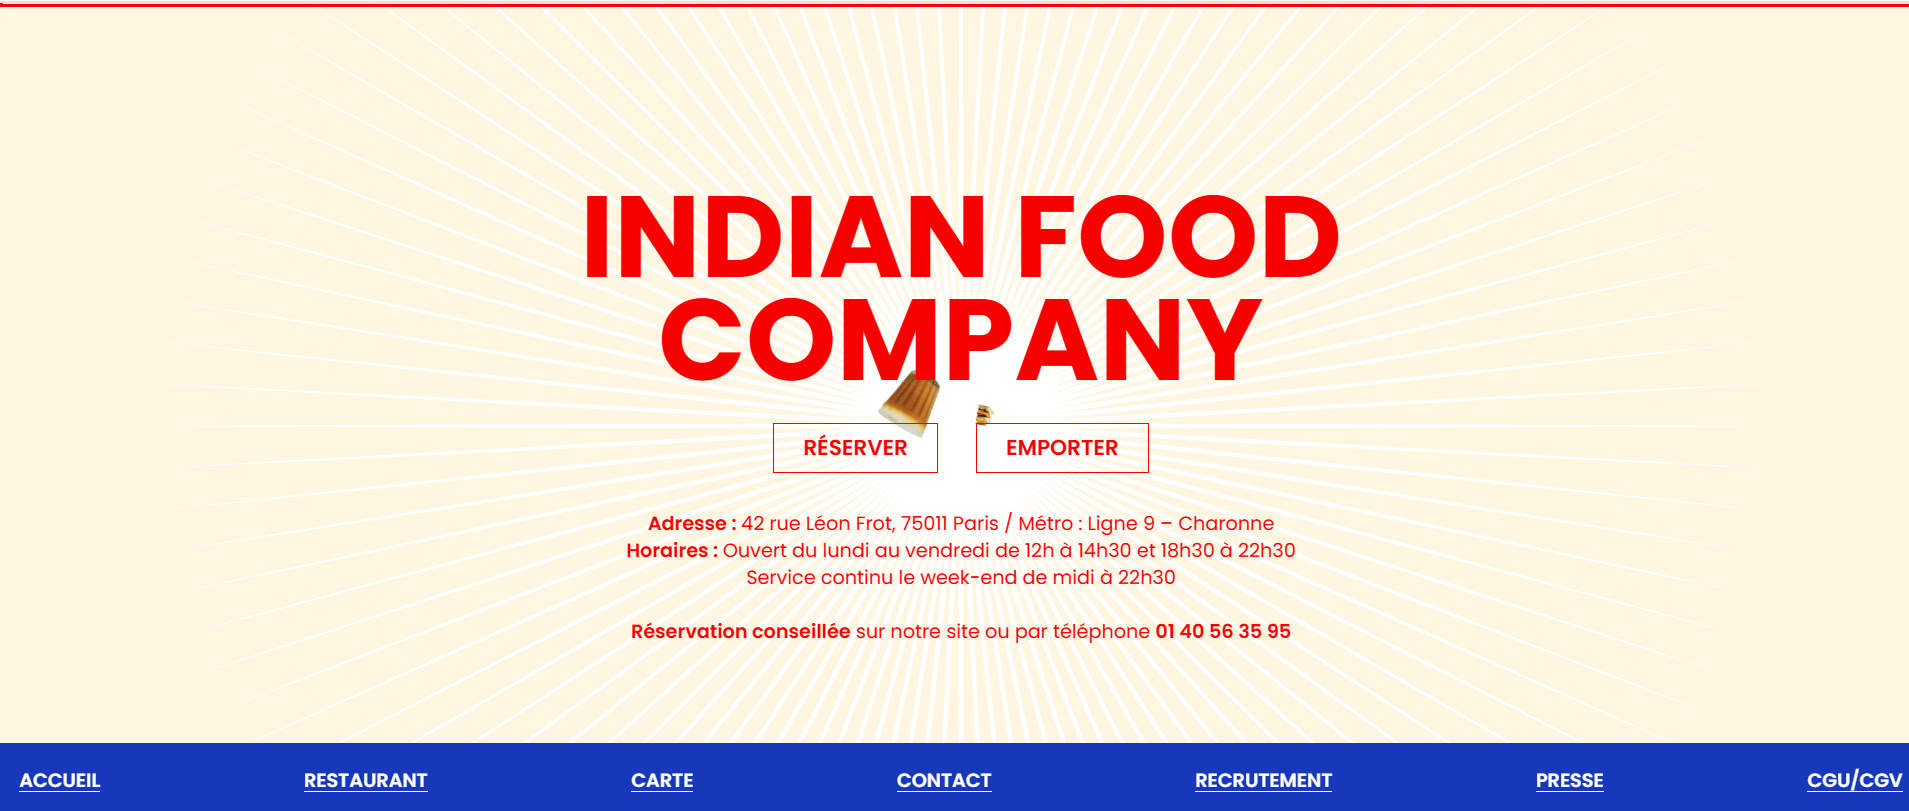 INDIAN FOOD
COMPANY
RÉSERVER
EMPORTER
Adresse : 42 rue Léon Frot, 75011 Paris / Métro : Ligne 9 – Charonne
Horaires : Ouvert du lundi au vendredi de 12h à 14h30 et 18h30 à 22h30
Service continu le week-end de midi à 22h30
Réservation conseillée sur notre site ou par téléphone 01 40 56 35 95
ACCUEIL
RESTAURANT
CARTE
CONTACT
RECRUTEMENT
PRESSE
CGU/CGV